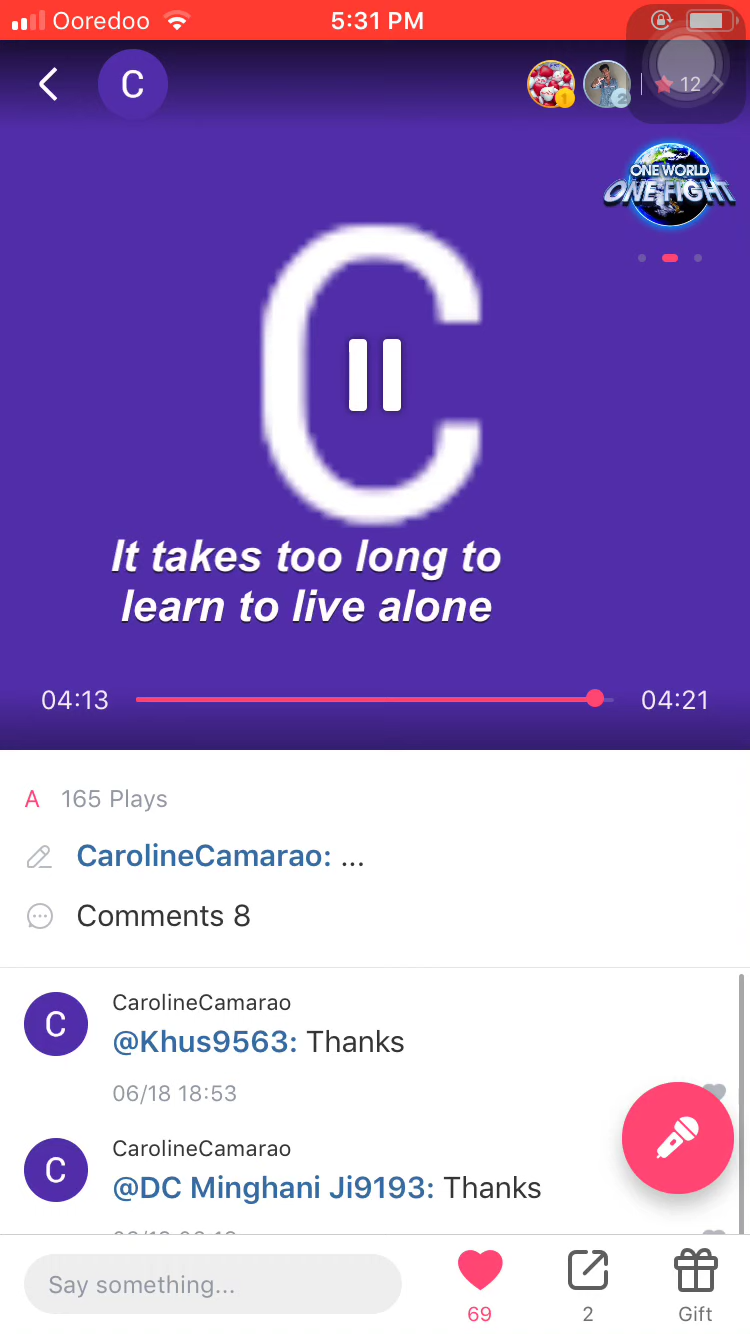 Ooredoo
5:31 PM
C
1
2
12
ONE WORLD
ONE FIGHT
C
It takes too long to
learn to live alone
04:13
04:21
A 165 Plays
CarolineCamarao: ...
Comments 8
C
CarolineCamarao
@Khus9563: Thanks
06/18 18:53
C
CarolineCamarao
@DC Minghani Ji9193: Thanks
Say something...
69
2
Gift